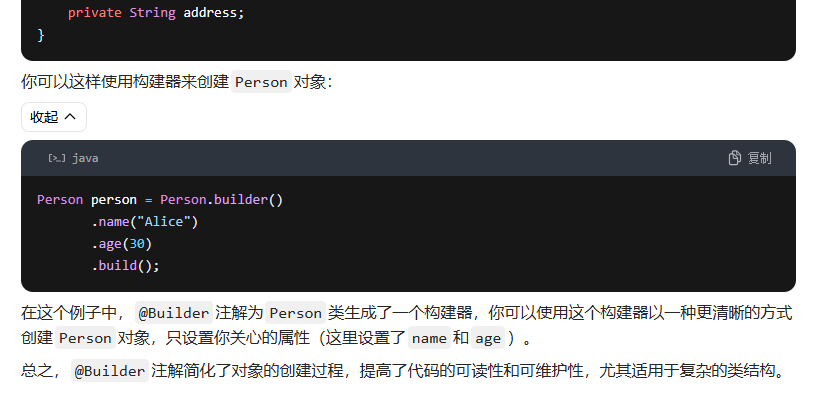 private String address;
}
你可以这样使用构建器来创建 Person 对象：
收起
java
复制
Person person = Person.builder()
.name("Alice")
.age(30)
.build();
在这个例子中， @Builder 注解为 Person 类生成了一个构建器，你可以使用这个构建器以一种更清晰的方式
创建 Person 对象，只设置你关心的属性（这里设置了 name 和 age ）。
总之， @Builder 注解简化了对象的创建过程，提高了代码的可读性和可维护性，尤其适用于复杂的类结构。